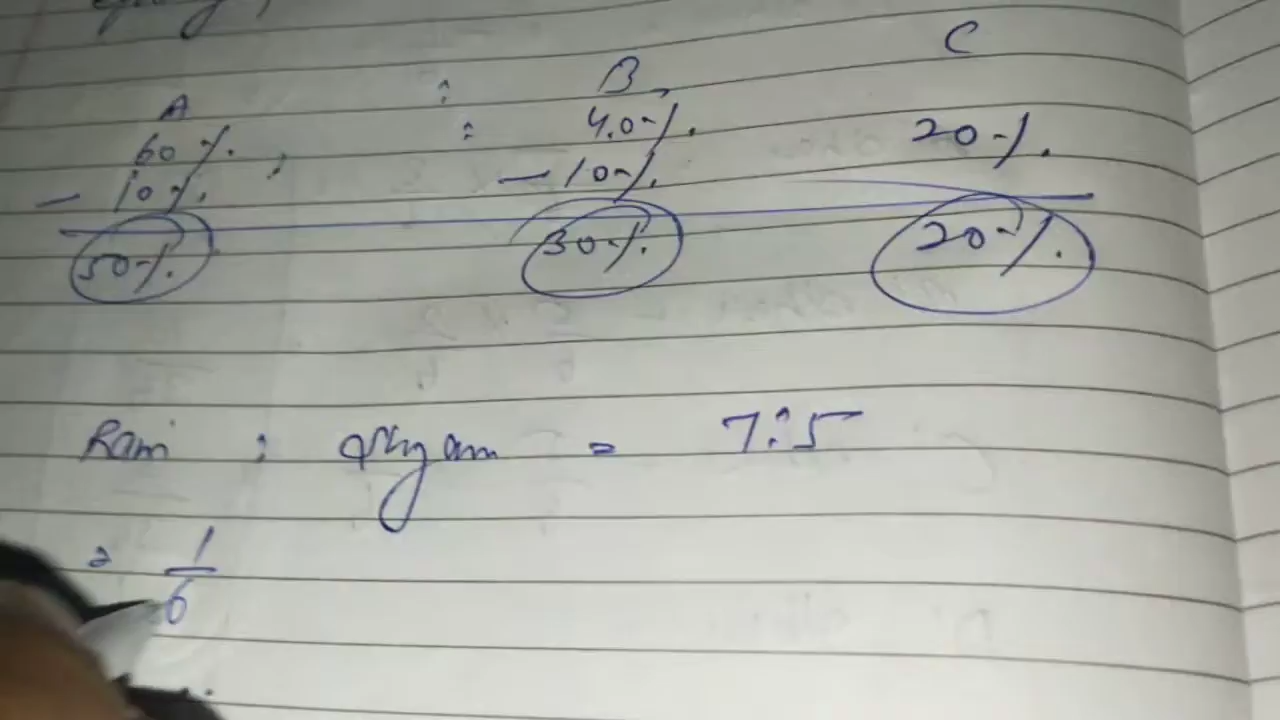 A : B C
60%. : 40%. 20%.
- 10%. - 10%.
50%. 30%. 20%.
Ram : Shyam = 7:5
= 1/6